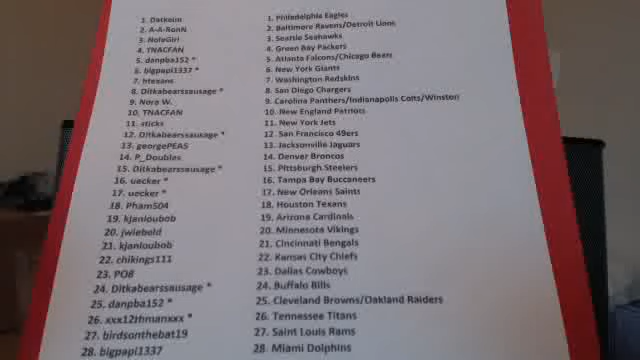 1. Datkeiin
2. A-A-RonN
3. NoleGirl
4. TNACFAN
5. danpba152 *
6. bigpapi1337 *
7. htexans
8. Ditkabearssausage *
9. Nora W.
10. TNACFAN
11. sticks
12. Ditkabearssausage *
13. georgePEAS
14. P_Doubles
15. Ditkabearssausage *
16. uecker *
17. uecker *
18. Pham504
19. kjanloubob
20. jwiebold
21. kjanloubob
22. chikings111
23. POB
24. Ditkabearssausage *
25. danpba152 *
26. xxx12thmanxxx *
27. birdsonthebat19
28. bigpapi1337
1. Philadelphia Eagles
2. Baltimore Ravens/Detroit Lions
3. Seattle Seahawks
4. Green Bay Packers
5. Atlanta Falcons/Chicago Bears
6. New York Giants
7. Washington Redskins
8. San Diego Chargers
9. Carolina Panthers/Indianapolis Colts/Winston
10. New England Patriots
11. New York Jets
12. San Francisco 49ers
13. Jacksonville Jaguars
14. Denver Broncos
15. Pittsburgh Steelers
16. Tampa Bay Buccaneers
17. New Orleans Saints
18. Houston Texans
19. Arizona Cardinals
20. Minnesota Vikings
21. Cincinnati Bengals
22. Kansas City Chiefs
23. Dallas Cowboys
24. Buffalo Bills
25. Cleveland Browns/Oakland Raiders
26. Tennessee Titans
27. Saint Louis Rams
28. Miami Dolphins